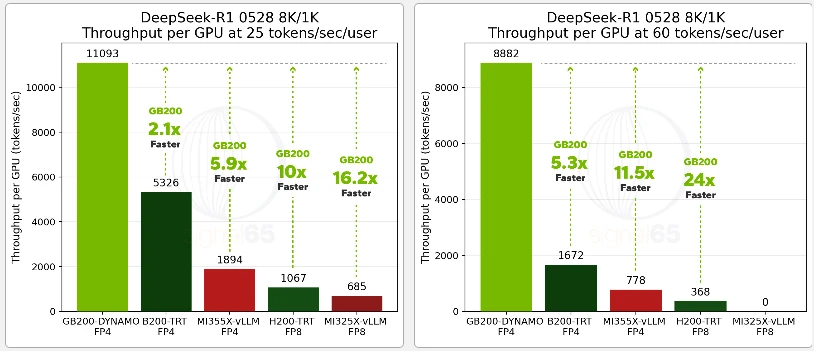 DeepSeek-R1 0528 8K/1K
Throughput per GPU at 25 tokens/sec/user
Throughput per GPU (tokens/sec)
10000
8000
6000
4000
2000
0
11093
5326
1894
1067
685
GB200
2.1x
Faster
GB200
5.9x
Faster
GB200
10x
Faster
GB200
16.2x
Faster
signal65
GB200-DYNAMO
FP4
B200-TRT
FP4
MI355X-vLLM
FP4
H200-TRT
FP8
MI325X-vLLM
FP8
DeepSeek-R1 0528 8K/1K
Throughput per GPU at 60 tokens/sec/user
Throughput per GPU (tokens/sec)
8000
6000
4000
2000
0
8882
1672
778
368
0
GB200
5.3x
Faster
GB200
11.5x
Faster
GB200
24x
Faster
signal65
GB200-DYNAMO
FP4
B200-TRT
FP4
MI355X-vLLM
FP4
H200-TRT
FP8
MI325X-vLLM
FP8